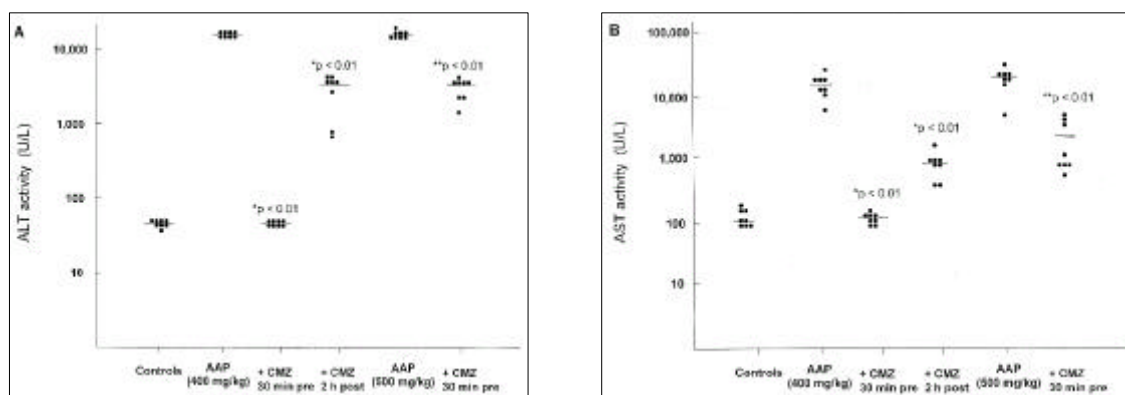 A
10,000
1,000
100
10
ALT activity (U/L)
*p < 0.01
**p < 0.01
*p < 0.01
Controls
AAP
(400 mg/kg)
+ CMZ
30 min pre
+ CMZ
2 h post
AAP
(500 mg/kg)
+ CMZ
30 min pre
B
100,000
10,000
1,000
100
10
AST activity (U/L)
**p < 0.01
*p < 0.01
*p < 0.01
Controls
AAP
(400 mg/kg)
+ CMZ
30 min pre
+ CMZ
2 h post
AAP
(500 mg/kg)
+ CMZ
30 min pre